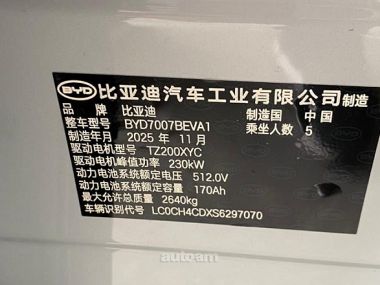 BYD 比亚迪汽车工业有限公司 制造
品牌 比亚迪 制造国 中国
整车型号 BYD7007BEVA1 乘坐人数 5
制造年月 2025 年 11 月
驱动电机型号 TZ200XYC
驱动电机峰值功率 230kW
动力电池系统额定电压 512.0V
动力电池系统额定容量 170Ah
最大允许总质量 2640kg
车辆识别代号 LC0CH4CDXS6297070
autoam